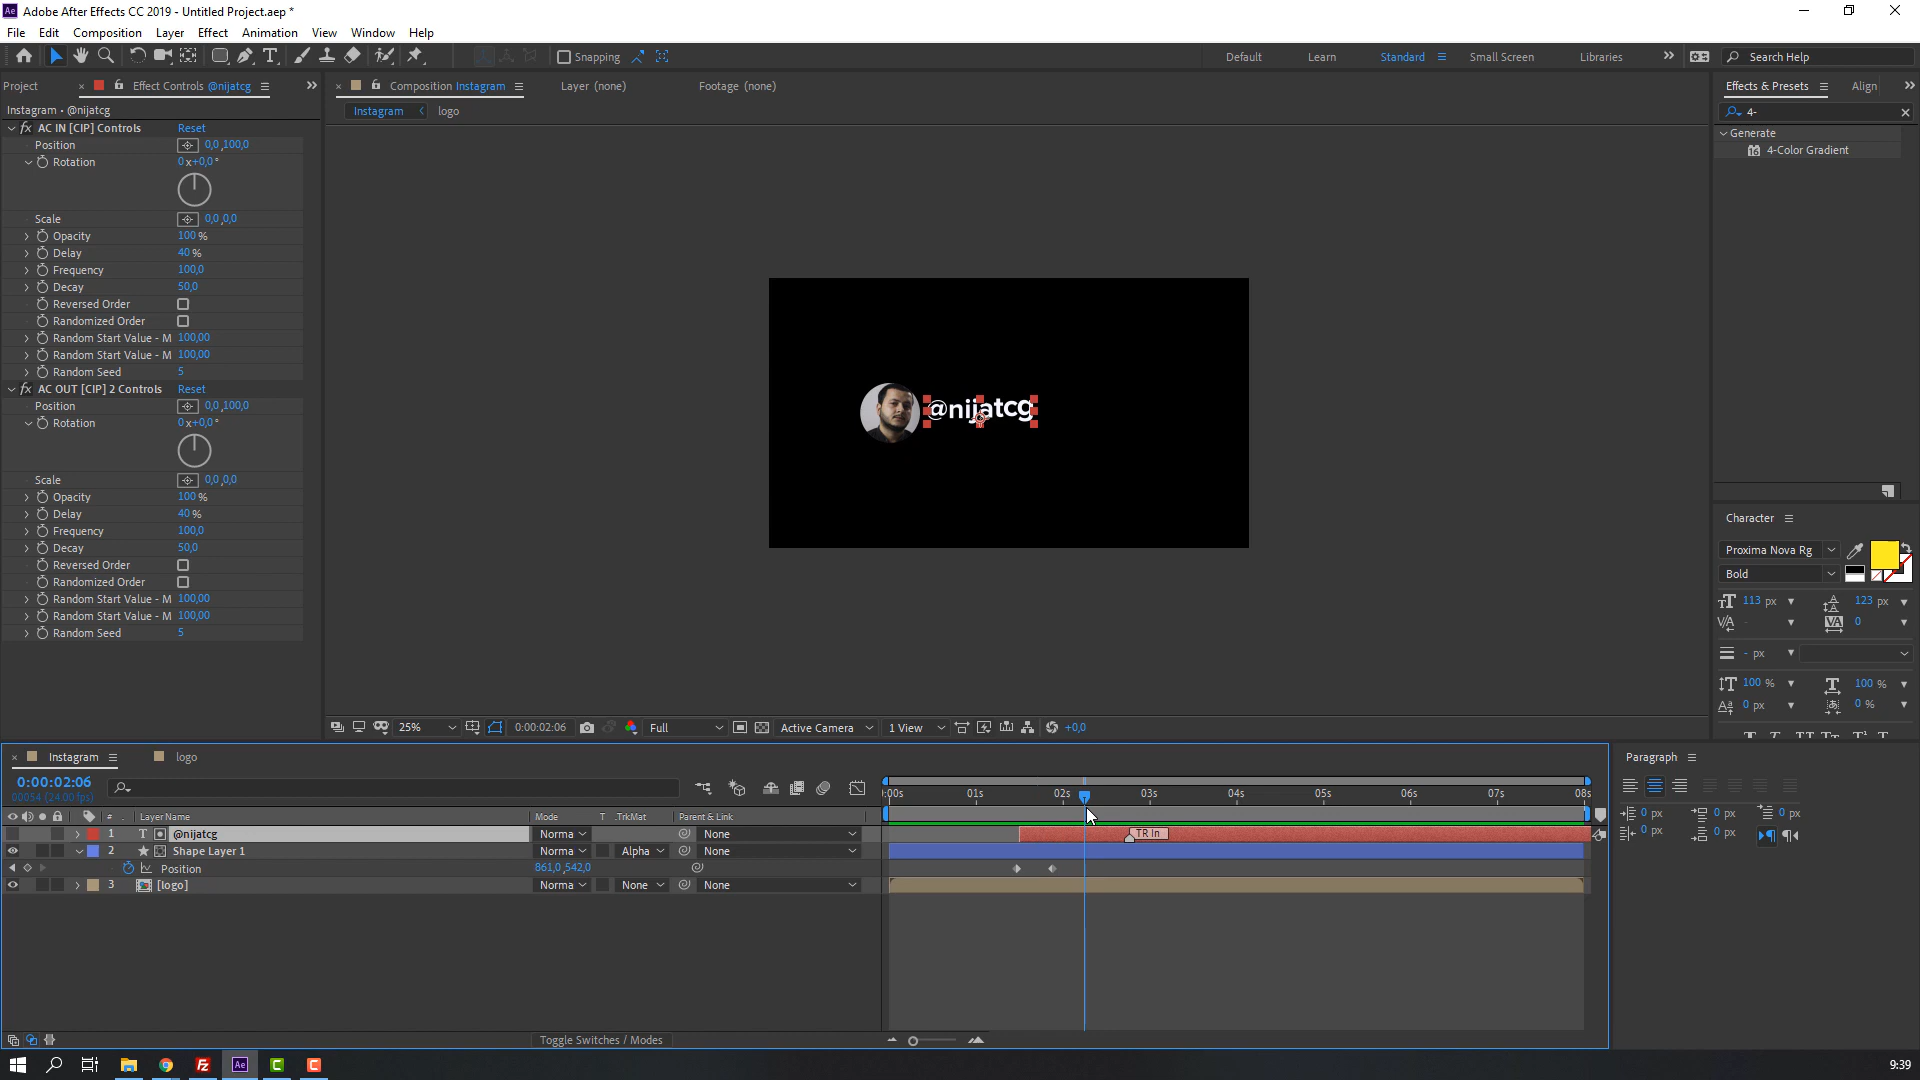 Adobe After Effects CC 2019 - Untitled Project.aep *
File Edit Composition Layer Effect Animation View Window Help
Snapping
Default Learn Standard Small Screen Libraries
Search Help
Project
Effect Controls @nijatcg
Composition Instagram
Layer (none)
Footage (none)
Effects & Presets
Align
Instagram • @nijatcg
Instagram
logo
4-
AC IN [CIP] Controls Reset
Position 0,0 ,100,0
Rotation 0 x+0,0 °
Scale 0,0 ,0,0
Opacity 100 %
Delay 40 %
Frequency 100,0
Decay 50,0
Reversed Order
Randomized Order
Random Start Value - M 100,00
Random Start Value - M 100,00
Random Seed 5
AC OUT [CIP] 2 Controls Reset
Position 0,0 ,100,0
Rotation 0 x+0,0 °
Scale 0,0 ,0,0
Opacity 100 %
Delay 40 %
Frequency 100,0
Decay 50,0
Reversed Order
Randomized Order
Random Start Value - M 100,00
Random Start Value - M 100,00
Random Seed 5
@nijatcg
Generate
4-Color Gradient
Character
Proxima Nova Rg
Bold
113 px
123 px
-
0
- px
100 %
100 %
0 px
0 %
25%
0:00:02:06
Full
Active Camera
1 View
+0,0
Instagram
logo
0:00:02:06
00054 (24.00 fps)
:00s 01s 02s 03s 04s 05s 06s 07s 08s
# Layer Name Mode T .TrkMat Parent & Link
1 T @nijatcg Norma None
TR In
2 Shape Layer 1 Norma Alpha None
Position 861,0 ,542,0
3 [logo] Norma None None
Toggle Switches / Modes
Paragraph
0 px 0 px 0 px
0 px 0 px
9:39